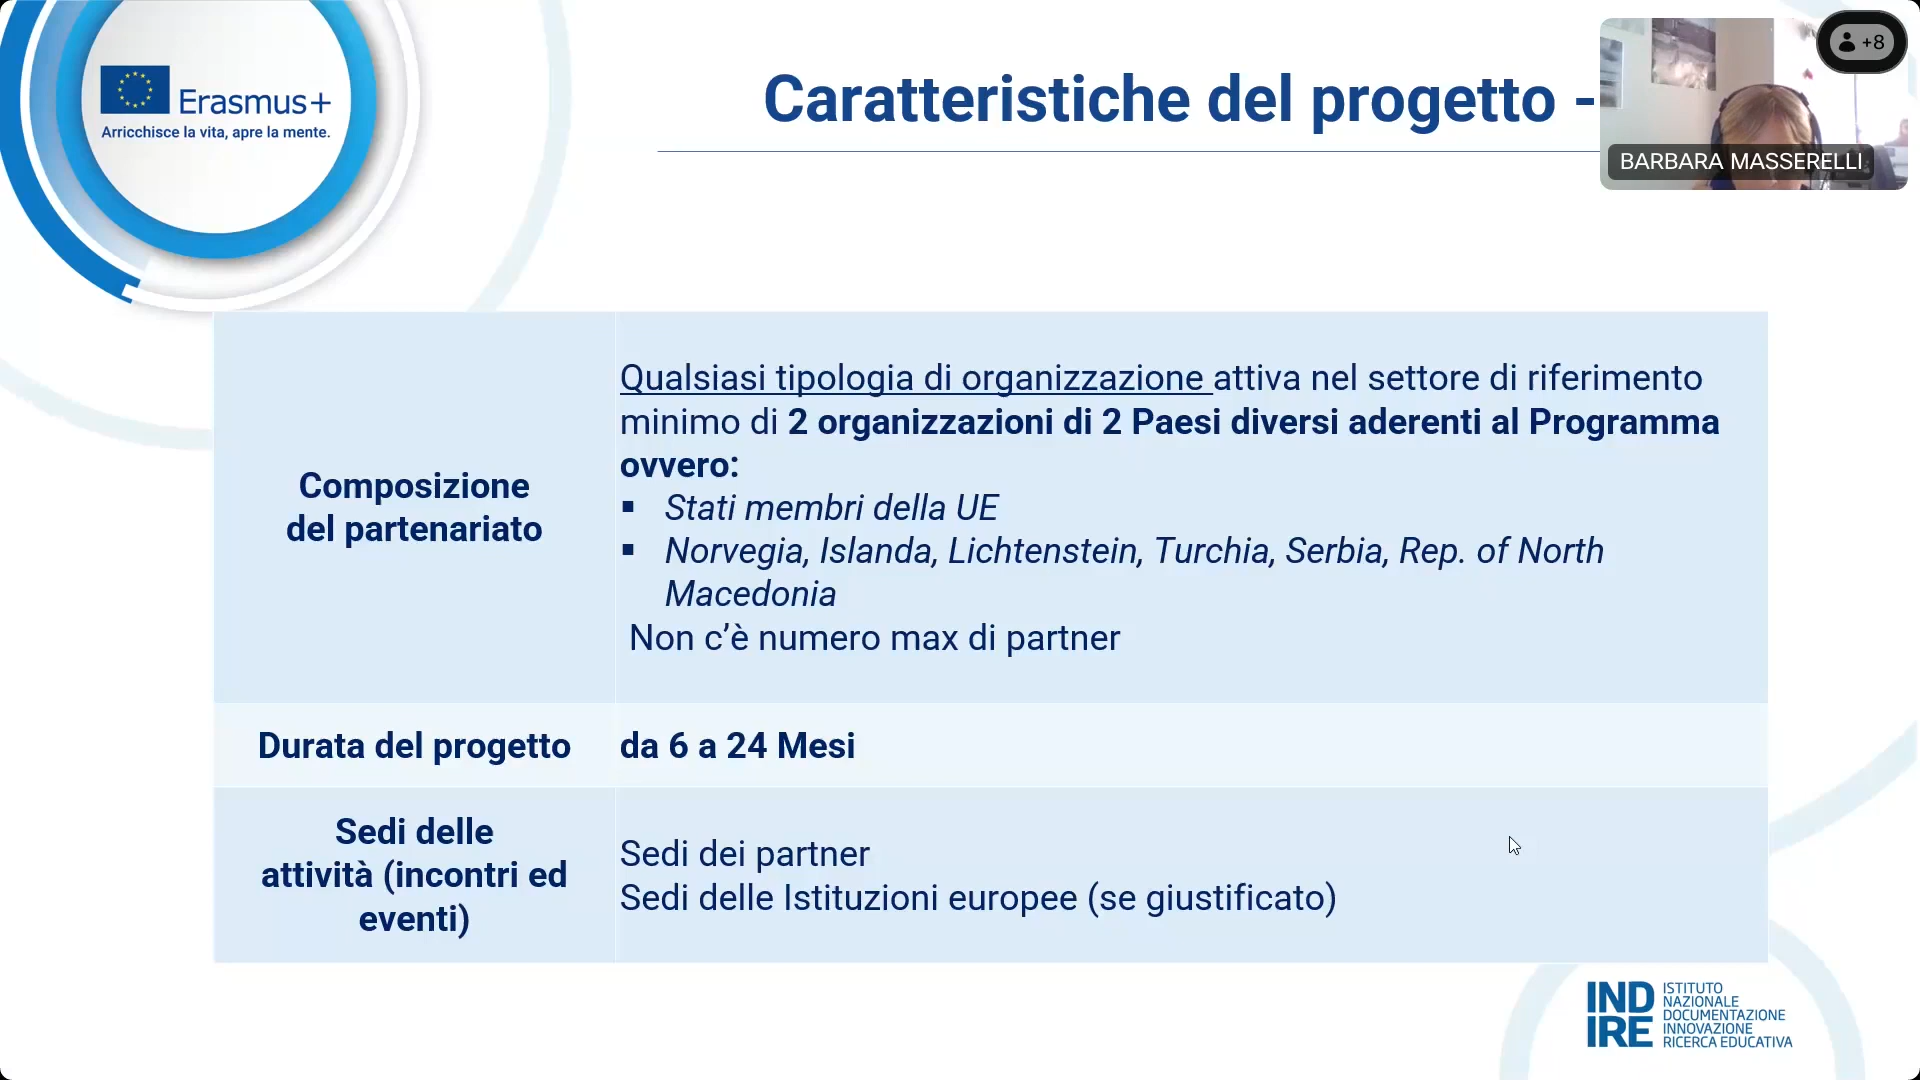 Erasmus+
Arricchisce la vita, apre la mente.
Caratteristiche del progetto -
+8
BARBARA MASSERELLI
Composizione
del partenariato
Qualsiasi tipologia di organizzazione attiva nel settore di riferimento
minimo di 2 organizzazioni di 2 Paesi diversi aderenti al Programma
ovvero:
▪ Stati membri della UE
▪ Norvegia, Islanda, Lichtenstein, Turchia, Serbia, Rep. of North
Macedonia
Non c’è numero max di partner
Durata del progetto
da 6 a 24 Mesi
Sedi delle
attività (incontri ed
eventi)
Sedi dei partner
Sedi delle Istituzioni europee (se giustificato)
IND
IRE
ISTITUTO
NAZIONALE
DOCUMENTAZIONE
INNOVAZIONE
RICERCA EDUCATIVA